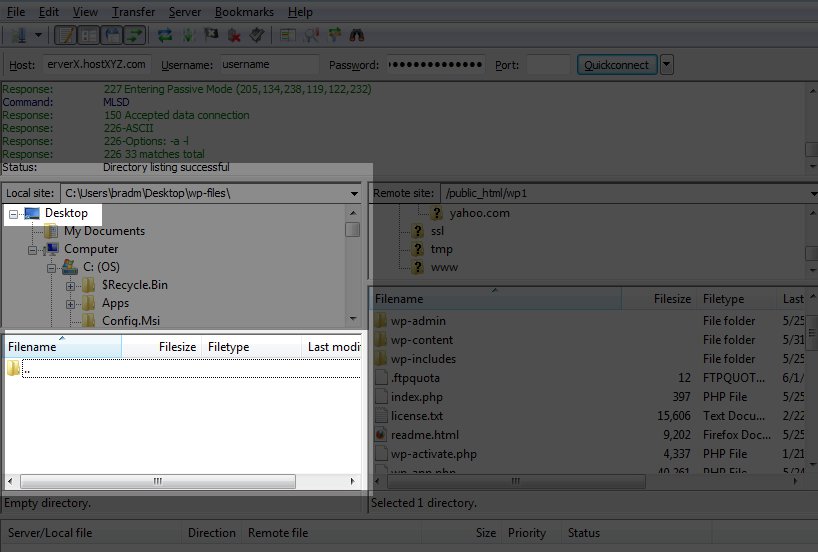 File Edit View Transfer Server Bookmarks Help
Host: erverX.hostXYZ.com Username: username Password: ●●●●●●●●●●●●●● Port: Quickconnect
Response: 227 Entering Passive Mode (205,134,238,119,122,232)
Command: MLSD
Response: 150 Accepted data connection
Response: 226-ASCII
Response: 226-Options: -a -l
Response: 226 33 matches total
Status: Directory listing successful
Local site: C:\Users\bradm\Desktop\wp-files\
Desktop
My Documents
Computer
C: (OS)
$Recycle.Bin
Apps
Config.Msi
Filename Filesize Filetype Last modi
..
Empty directory.
Remote site: /public_html/wp1
yahoo.com
ssl
tmp
www
Filename Filesize Filetype Last
wp-admin File folder 5/25
wp-content File folder 5/31
wp-includes File folder 5/25
.ftpquota 12 FTPQUOT... 6/1/
index.php 397 PHP File 5/25
license.txt 15,606 Text Docu... 2/22
readme.html 9,202 Firefox Doc... 5/25
wp-activate.php 4,337 PHP File 1/21
wp-app.php 40,261 PHP File 5/24
Selected 1 directory.
Server/Local file Direction Remote file Size Priority Status